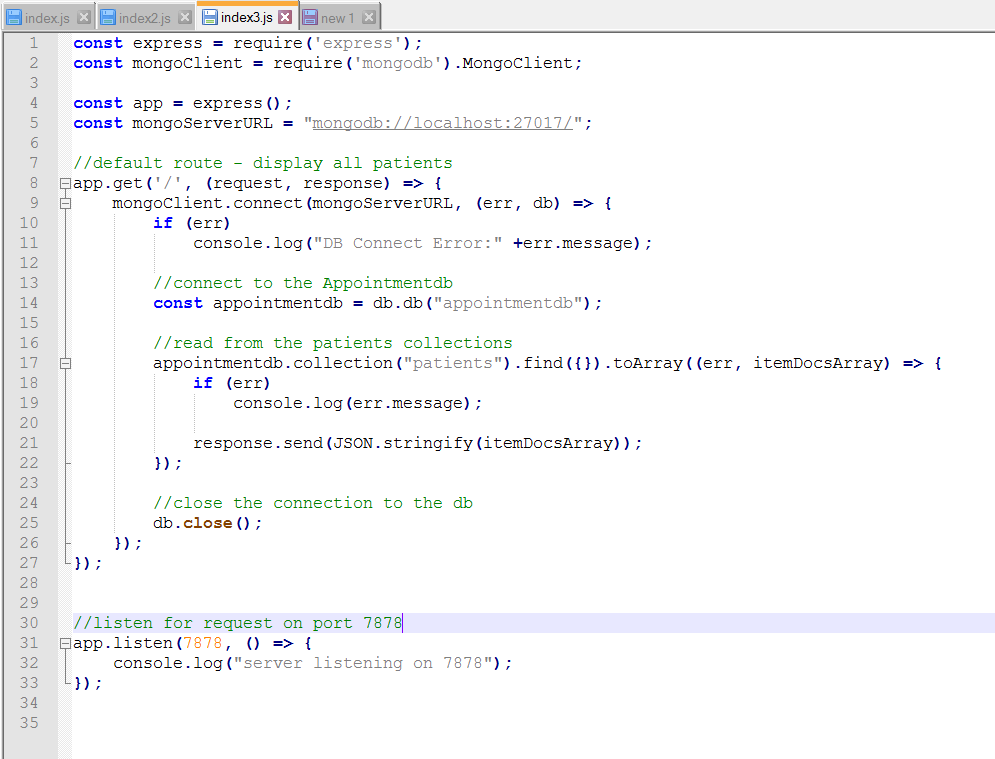 index.js index2.js index3.js new 1
1 const express = require('express');
2 const mongoClient = require('mongodb').MongoClient;
3
4 const app = express();
5 const mongoServerURL = "mongodb://localhost:27017/";
6
7 //default route - display all patients
8 app.get('/', (request, response) => {
9     mongoClient.connect(mongoServerURL, (err, db) => {
10         if (err)
11             console.log("DB Connect Error:" +err.message);
12
13         //connect to the Appointmentdb
14         const appointmentdb = db.db("appointmentdb");
15
16         //read from the patients collections
17         appointmentdb.collection("patients").find({}).toArray((err, itemDocsArray) => {
18             if (err)
19                 console.log(err.message);
20
21             response.send(JSON.stringify(itemDocsArray));
22         });
23
24         //close the connection to the db
25         db.close();
26     });
27 });
28
29
30 //listen for request on port 7878
31 app.listen(7878, () => {
32     console.log("server listening on 7878");
33 });
34
35